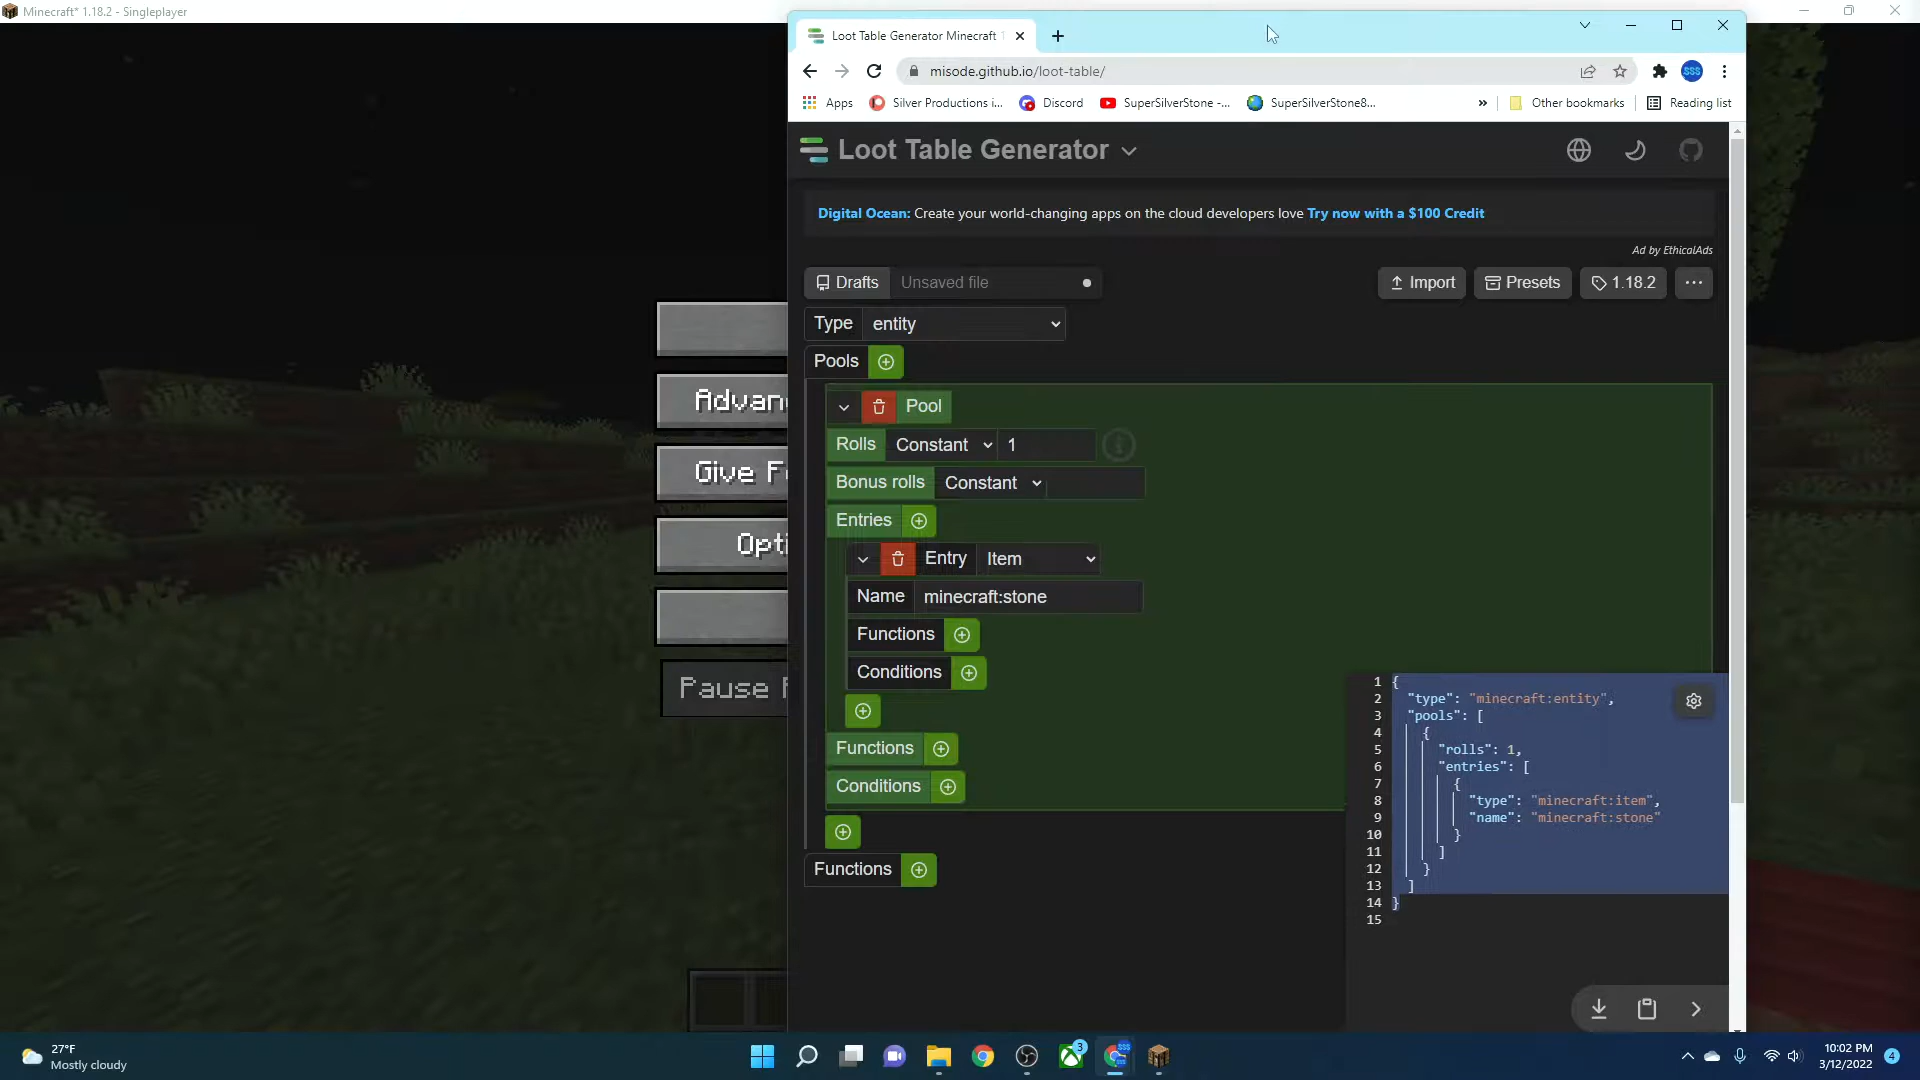 Minecraft* 1.18.2 - Singleplayer
Loot Table Generator Minecraft 1
misode.github.io/loot-table/
SSS
Apps
Silver Productions i...
Discord
SuperSilverStone -...
SuperSilverStone8...
»
Other bookmarks
Reading list
Loot Table Generator
Digital Ocean: Create your world-changing apps on the cloud developers love Try now with a $100 Credit
Ad by EthicalAds
Drafts
Unsaved file
Import
Presets
1.18.2
Type entity
Pools
Pool
Rolls Constant 1
Bonus rolls Constant
Entries
Entry Item
Name minecraft:stone
Functions
Conditions
Functions
Conditions
Functions
1 {
2 "type": "minecraft:entity",
3 "pools": [
4 {
5 "rolls": 1,
6 "entries": [
7 {
8 "type": "minecraft:item",
9 "name": "minecraft:stone"
10 }
11 ]
12 }
13 ]
14 }
15
Advan
Give F
Opti
Pause
27°F
Mostly cloudy
3
SSS
10:02 PM
3/12/2022
4